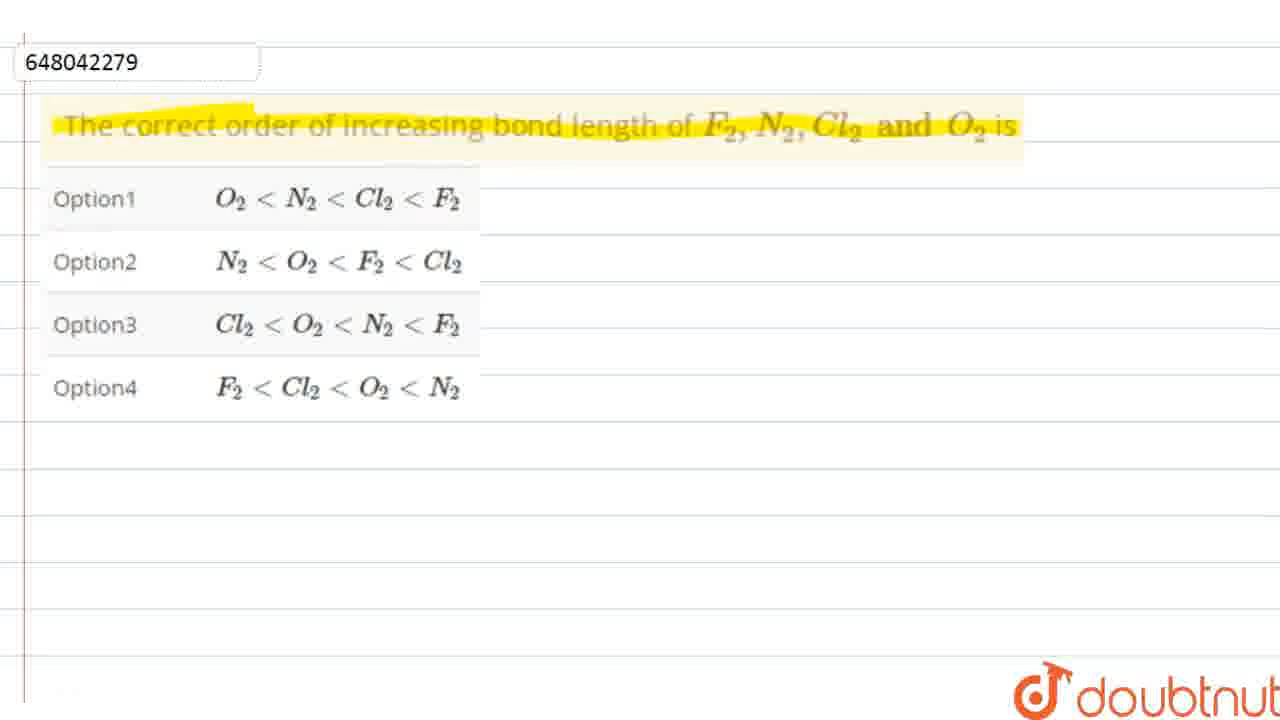 648042279
The correct order of increasing bond length of F₂, N₂, Cl₂ and O₂ is
Option1 O₂ < N₂ < Cl₂ < F₂
Option2 N₂ < O₂ < F₂ < Cl₂
Option3 Cl₂ < O₂ < N₂ < F₂
Option4 F₂ < Cl₂ < O₂ < N₂
doubtnut